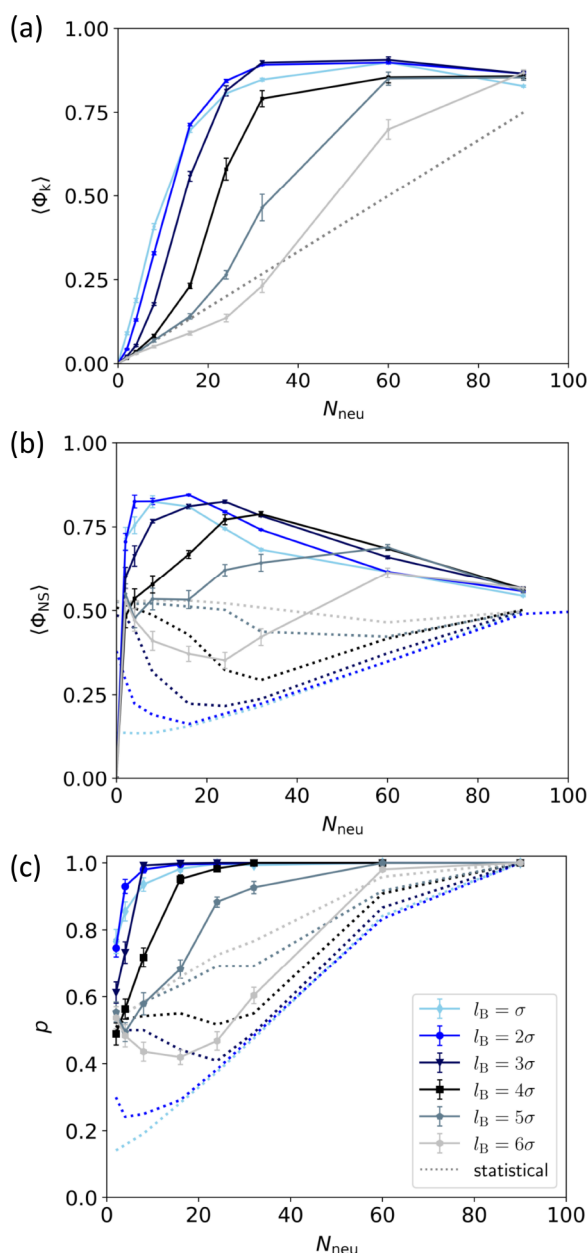 (a)
1.00
0.75
0.50
0.25
0.00
⟨Φk⟩
0 20 40 60 80 100
Nneu
(b)
1.00
0.75
0.50
0.25
0.00
⟨ΦNS⟩
0 20 40 60 80 100
Nneu
(c)
1.0
0.8
0.6
0.4
0.2
0.0
p
lB = σ
lB = 2σ
lB = 3σ
lB = 4σ
lB = 5σ
lB = 6σ
statistical
0 20 40 60 80 100
Nneu